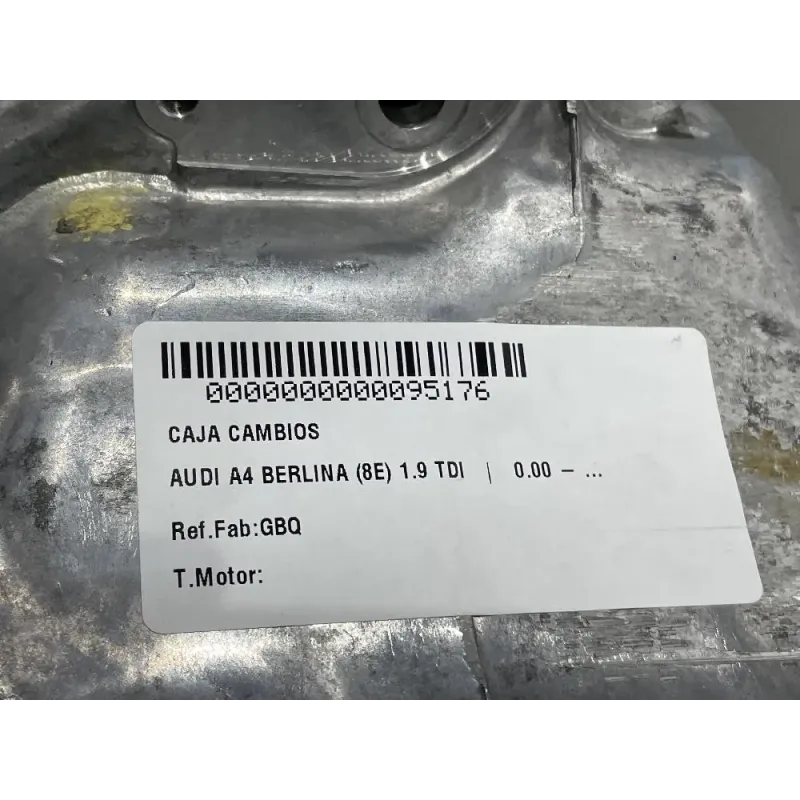 0000000000095176
CAJA CAMBIOS
AUDI A4 BERLINA (8E) 1.9 TDI | 0.00 – ...
Ref.Fab:GBQ
T.Motor: